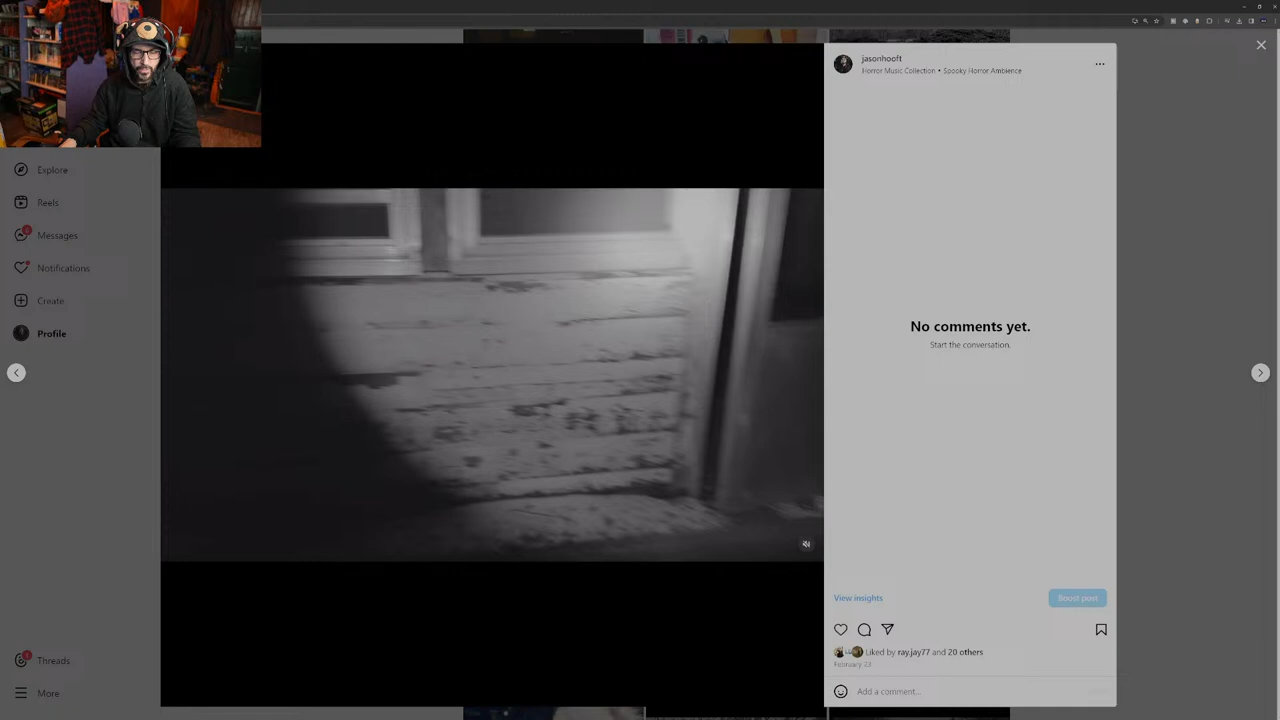 jasonhooft
Horror Music Collection • Spooky Horror Ambience
Explore
Reels
Messages
Notifications
Create
Profile
No comments yet.
Start the conversation.
View insights
Boost post
Liked by ray.jay77 and 20 others
February 23
Threads
More
Add a comment...